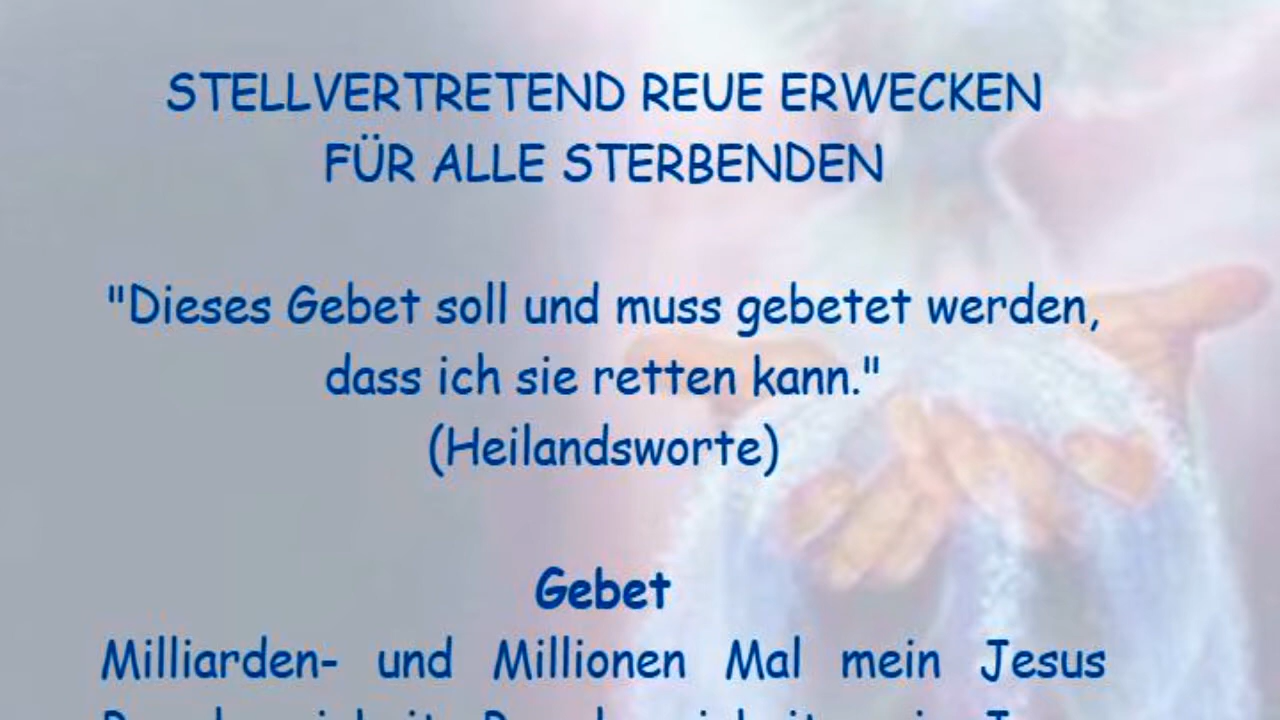 STELLVERTRETEND REUE ERWECKEN
FÜR ALLE STERBENDEN
"Dieses Gebet soll und muss gebetet werden,
dass ich sie retten kann."
(Heilandsworte)
Gebet
Milliarden- und Millionen Mal mein Jesus